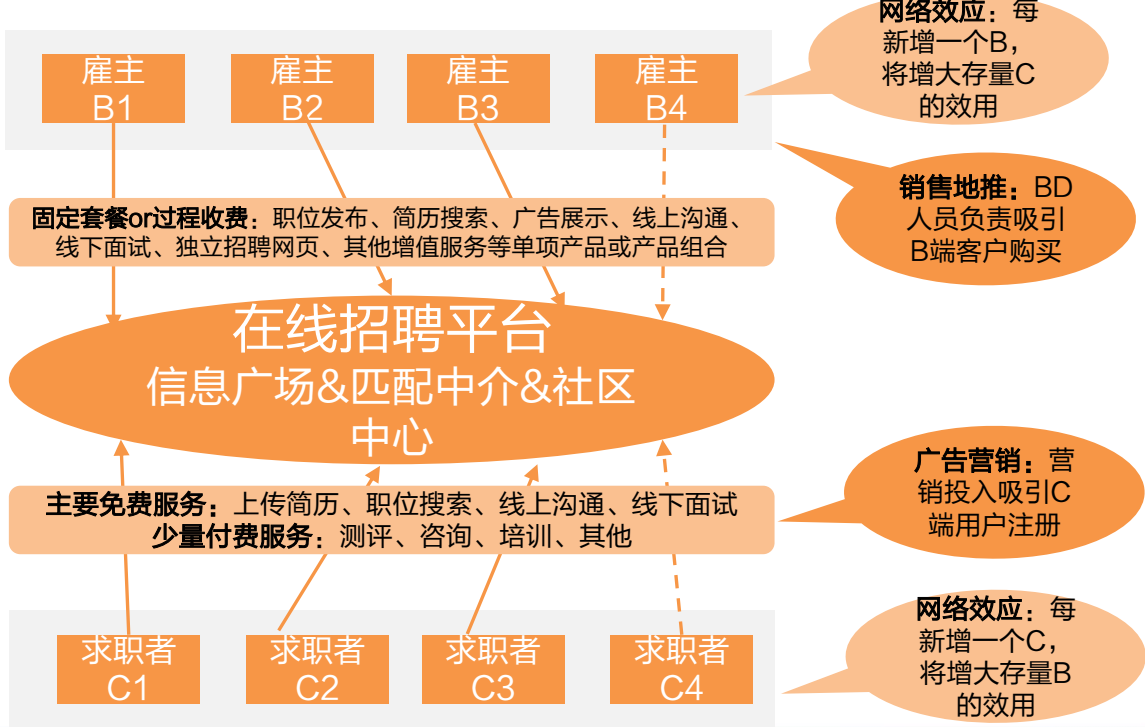 网络效应：每
新增一个B，
将增大存量C
的效用
雇主
B1
雇主
B2
雇主
B3
雇主
B4
销售地推：BD
人员负责吸引
B端客户购买
固定套餐or过程收费：职位发布、简历搜索、广告展示、线上沟通、
线下面试、独立招聘网页、其他增值服务等单项产品或产品组合
在线招聘平台
信息广场&匹配中介&社区
中心
广告营销：营
销投入吸引C
端用户注册
主要免费服务：上传简历、职位搜索、线上沟通、线下面试
少量付费服务：测评、咨询、培训、其他
网络效应：每
新增一个C，
将增大存量B
的效用
求职者
C1
求职者
C2
求职者
C3
求职者
C4